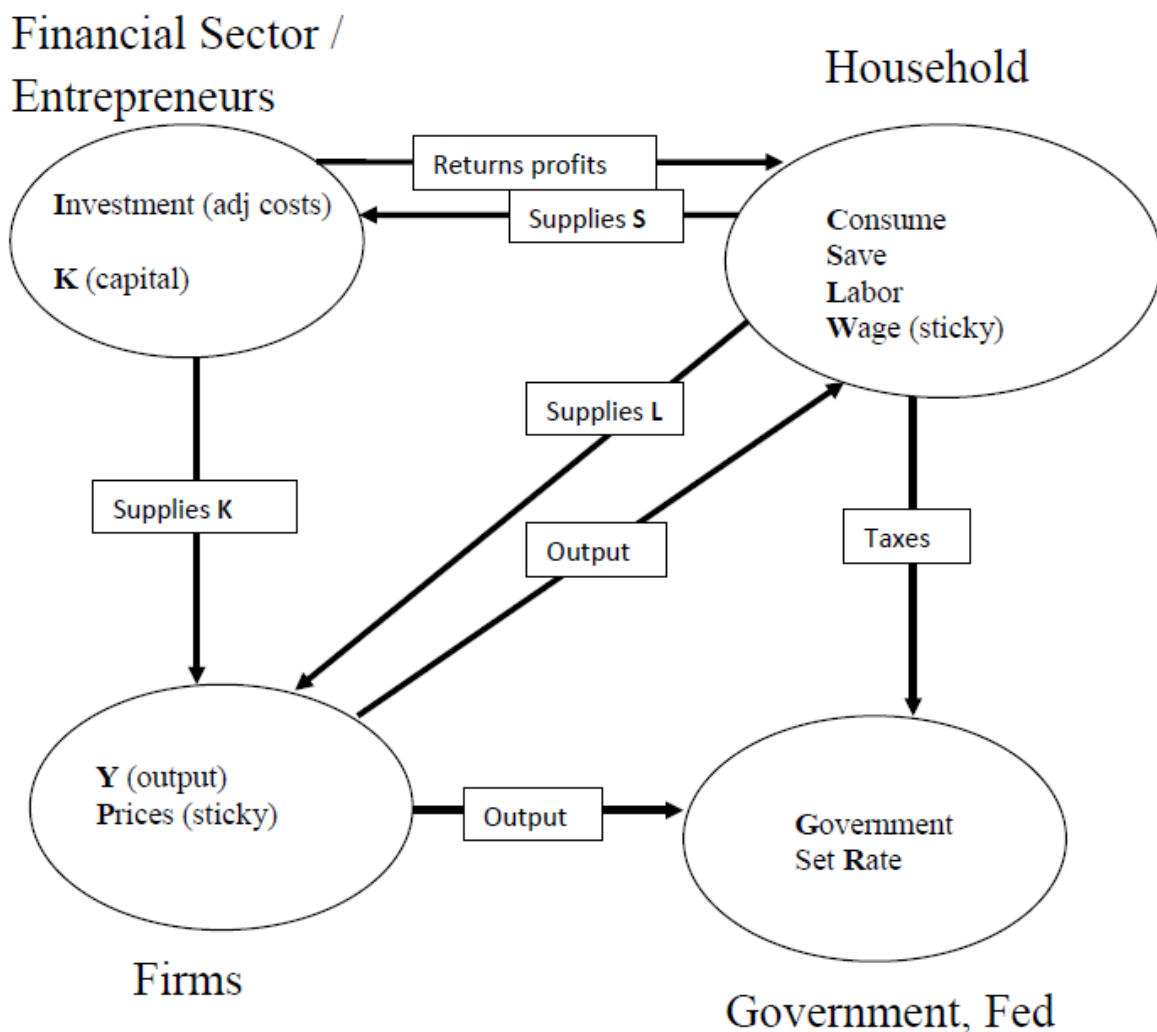 Financial Sector /
Entrepreneurs
Household
Returns profits
Investment (adj costs)
Supplies S
Consume
Save
K (capital)
Labor
Wage (sticky)
Supplies L
Supplies K
Output
Taxes
Y (output)
Prices (sticky)
Output
Government
Set Rate
Firms
Government, Fed